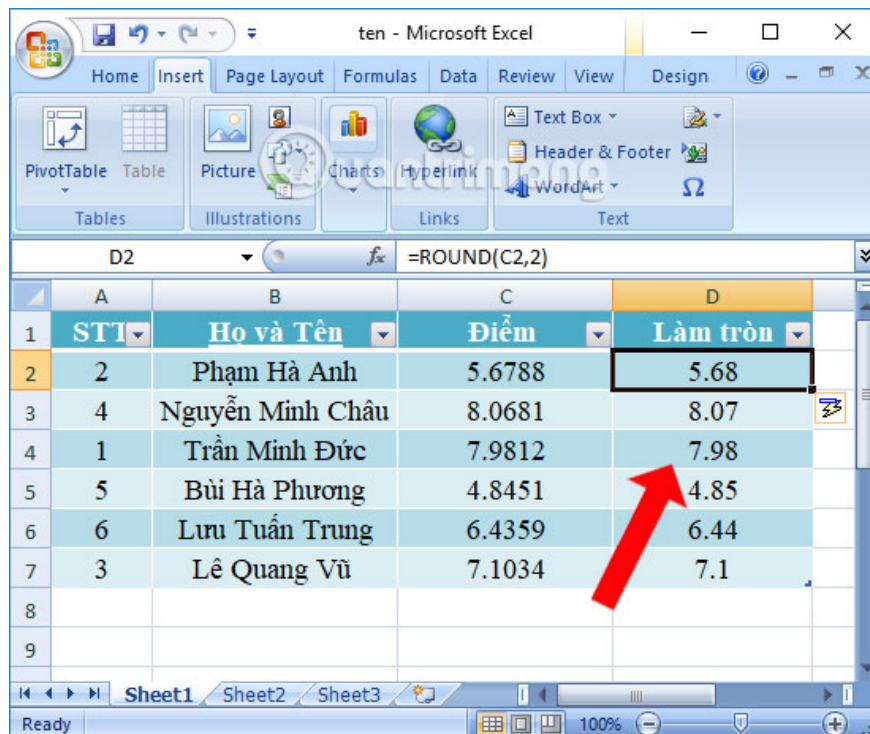 ten - Microsoft Excel
Home Insert Page Layout Formulas Data Review View Design
PivotTable Table Picture Charts Hyperlink Text Box
Header & Footer
WordArt
Tables Illustrations Links Text
uantrimang
D2 fx =ROUND(C2,2)
A B C D
1 STT Họ và Tên Điểm Làm tròn
2 2 Phạm Hà Anh 5.6788 5.68
3 4 Nguyễn Minh Châu 8.0681 8.07
4 1 Trần Minh Đức 7.9812 7.98
5 5 Bùi Hà Phương 4.8451 4.85
6 6 Lưu Tuấn Trung 6.4359 6.44
7 3 Lê Quang Vũ 7.1034 7.1
8
9
Sheet1 Sheet2 Sheet3
Ready 100%